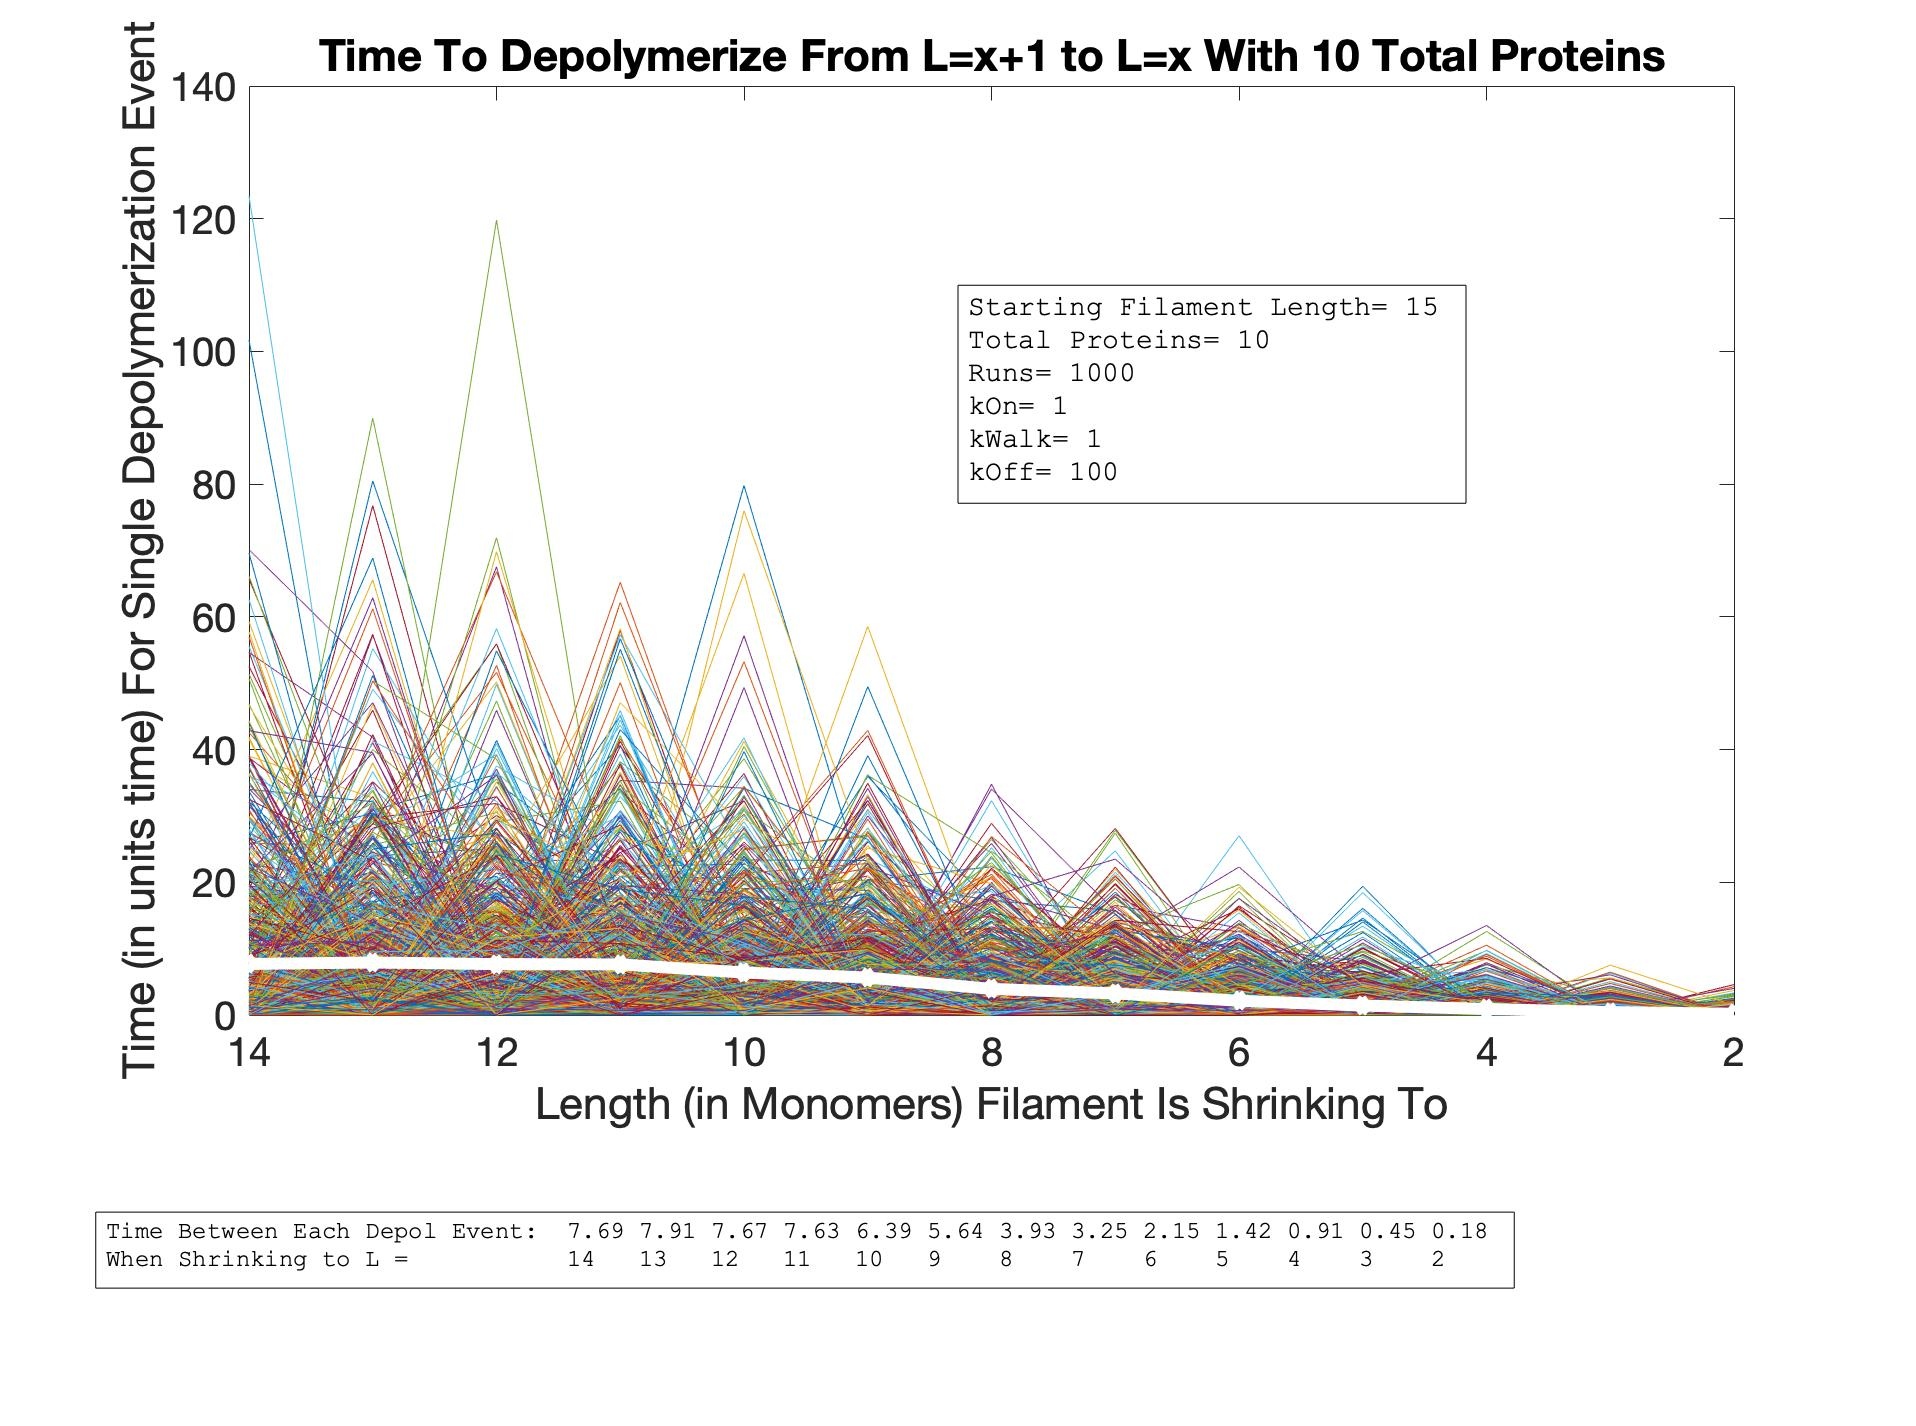 Time To Depolymerize From L=x+1 to L=x With 10 Total Proteins
Time (in units time) For Single Depolymerization Event
140
120
100
80
60
40
20
0
Starting Filament Length= 15
Total Proteins= 10
Runs= 1000
kOn= 1
kWalk= 1
kOff= 100
14 12 10 8 6 4 2
Length (in Monomers) Filament Is Shrinking To
Time Between Each Depol Event: 7.69 7.91 7.67 7.63 6.39 5.64 3.93 3.25 2.15 1.42 0.91 0.45 0.18
When Shrinking to L = 14 13 12 11 10 9 8 7 6 5 4 3 2